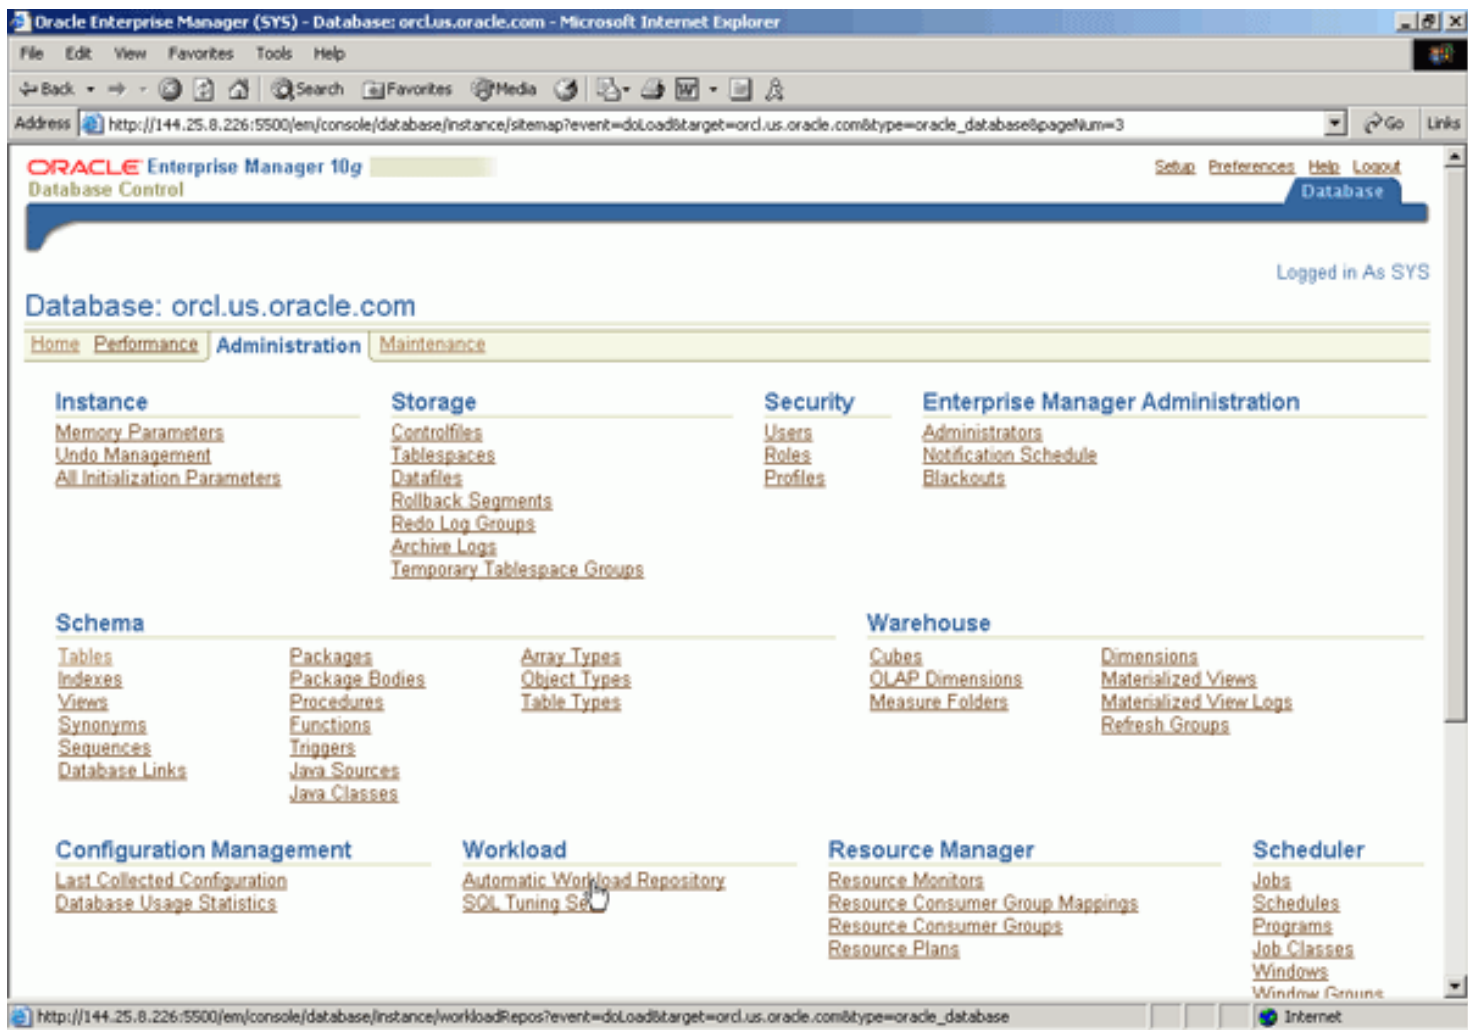 Oracle Enterprise Manager (SYS) - Database: orcl.us.oracle.com - Microsoft Internet Explorer
File Edit View Favorites Tools Help
Back Search Favorites Media
Address http://144.25.8.226:5500/em/console/database/instance/sitemap?event=doLoad&target=orcl.us.oracle.com&type=oracle_database&pageNum=3 Go Links
ORACLE Enterprise Manager 10g
Setup Preferences Help Logout
Database Control
Database
Logged in As SYS
Database: orcl.us.oracle.com
Home Performance Administration Maintenance
Instance
Memory Parameters
Undo Management
All Initialization Parameters
Storage
Controlfiles
Tablespaces
Datafiles
Rollback Segments
Redo Log Groups
Archive Logs
Temporary Tablespace Groups
Security
Users
Roles
Profiles
Enterprise Manager Administration
Administrators
Notification Schedule
Blackouts
Schema
Tables
Indexes
Views
Synonyms
Sequences
Database Links
Packages
Package Bodies
Procedures
Functions
Triggers
Java Sources
Java Classes
Array Types
Object Types
Table Types
Warehouse
Cubes
OLAP Dimensions
Measure Folders
Dimensions
Materialized Views
Materialized View Logs
Refresh Groups
Configuration Management
Last Collected Configuration
Database Usage Statistics
Workload
Automatic Workload Repository
SQL Tuning Se
Resource Manager
Resource Monitors
Resource Consumer Group Mappings
Resource Consumer Groups
Resource Plans
Scheduler
Jobs
Schedules
Programs
Job Classes
Windows
Window Groups
http://144.25.8.226:5500/em/console/database/instance/workloadRepos?event=doLoad&target=orcl.us.oracle.com&type=oracle_database
Internet